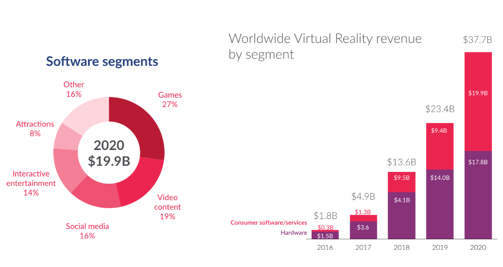 Software segments
Other
16%
Games
27%
Attractions
8%
2020
$19.9B
Interactive
entertainment
14%
Video
content
19%
Social media
16%
Worldwide Virtual Reality revenue
by segment
$37.7B
$19.9B
$17.8B
$23.4B
$9.4B
$14.0B
$13.6B
$9.5B
$4.1B
$4.9B
$1.3B
$3.6
$1.8B
$0.3B
$1.5B
Consumer software/services
Hardware
2016
2017
2018
2019
2020